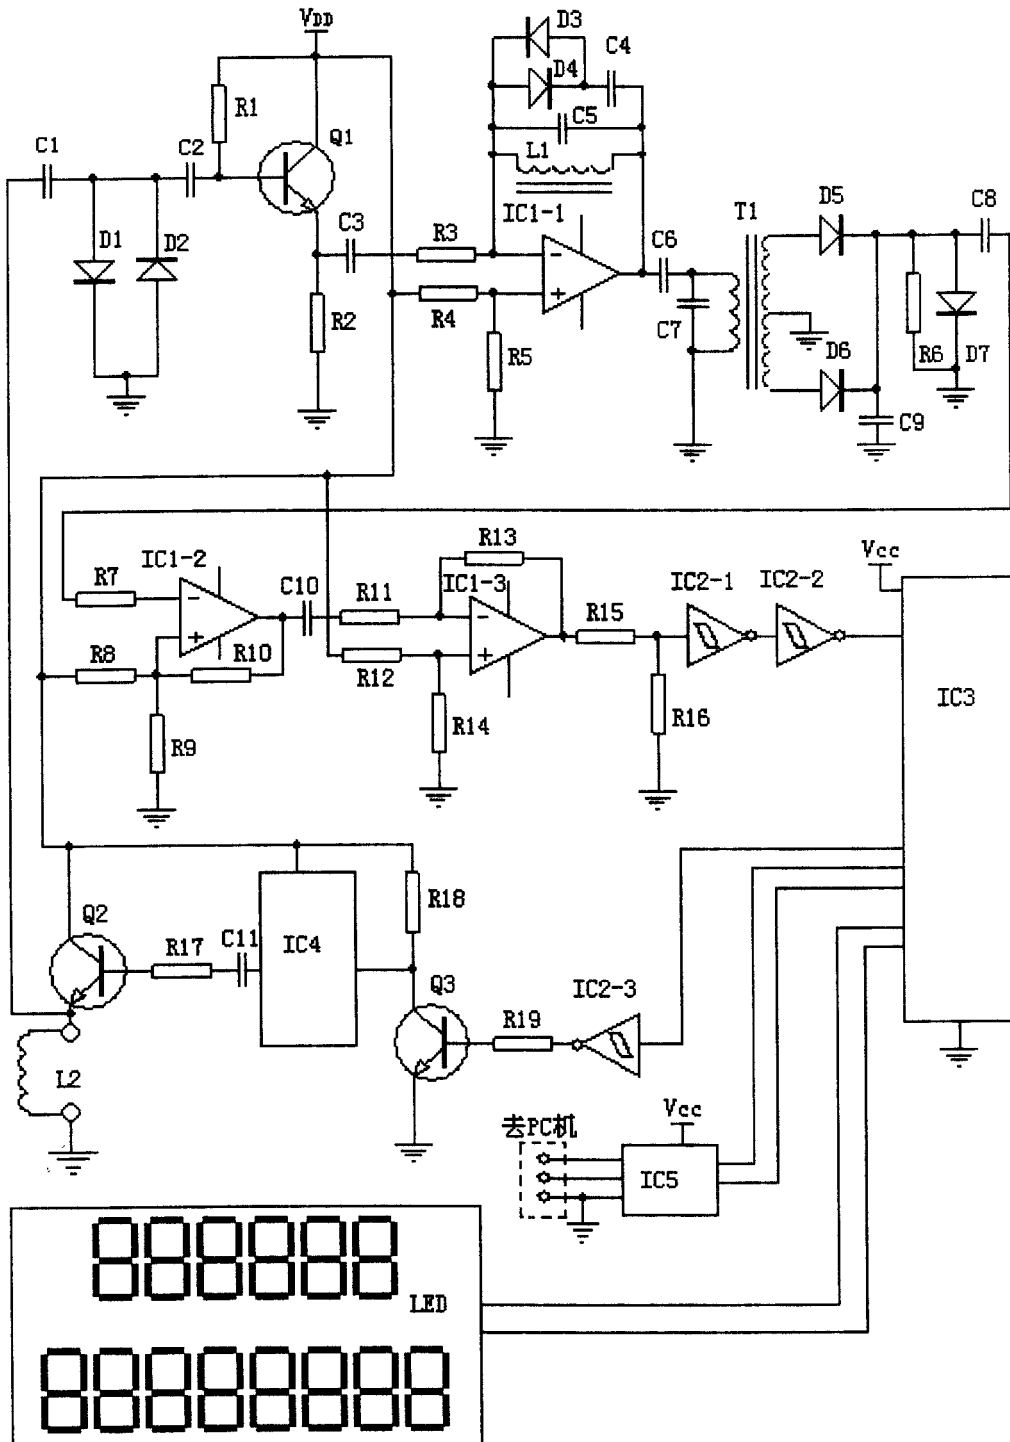 VDD
D3
D4
C4
R1
C5
Q1
C1
C2
L1
IC1-1
D5
C8
T1
C3
R3
C6
D1
D2
R4
C7
R2
R5
D6
R6
D7
C9
R13
IC1-2
IC1-3
Vcc
R7
C10
R11
IC2-1
IC2-2
R15
R8
R10
R12
R9
R14
R16
IC3
R18
Q2
R17
C11
IC4
Q3
IC2-3
R19
L2
去PC机
Vcc
IC5
LED